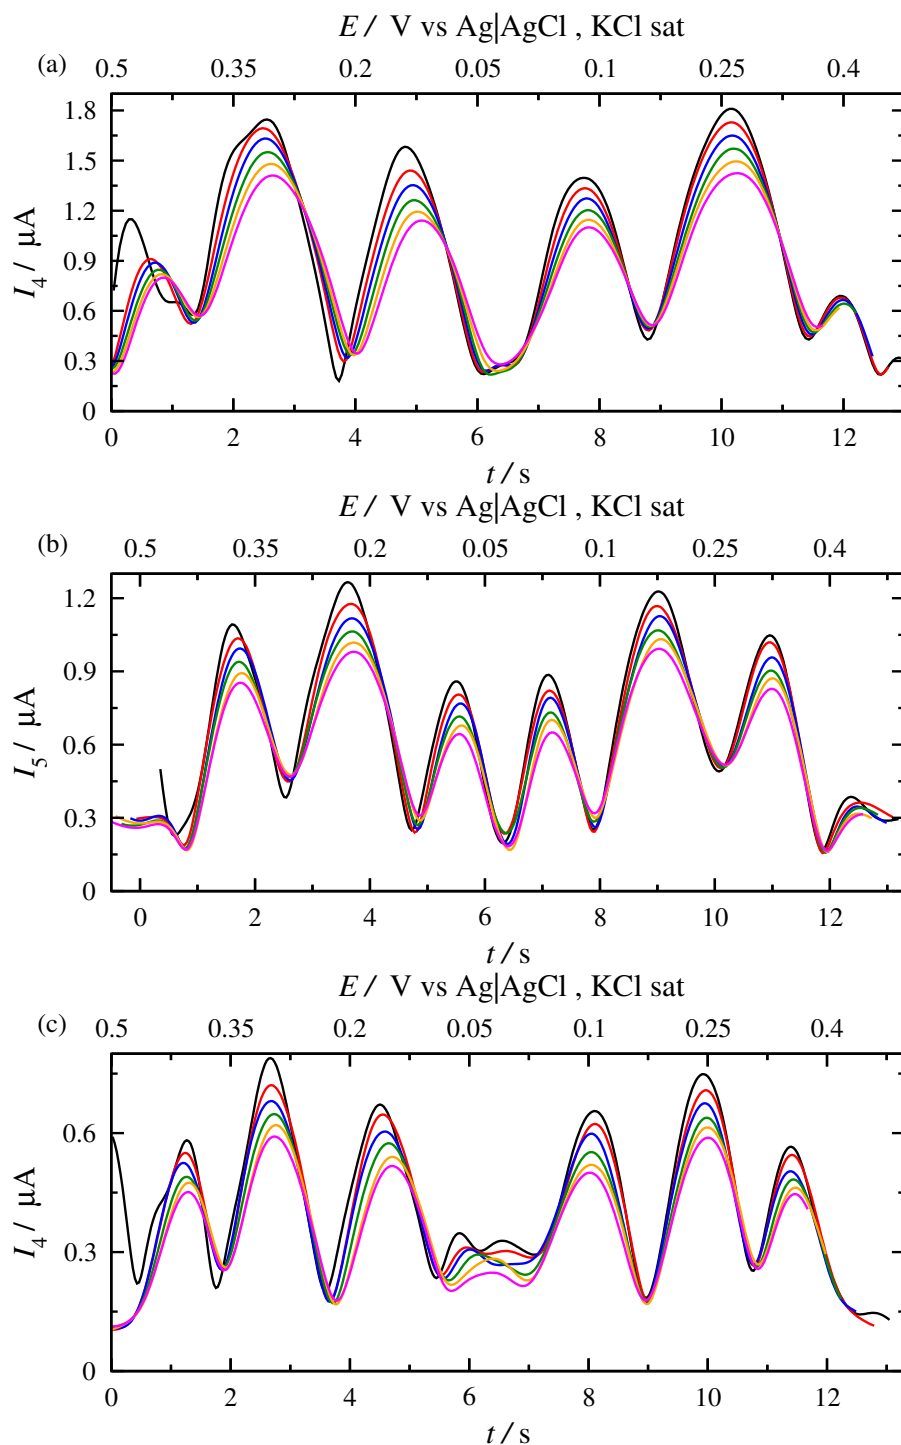 E / V vs Ag|AgCl , KCl sat
(a) 0.5 0.35 0.2 0.05 0.1 0.25 0.4
1.8
1.5
1.2
0.9
0.6
0.3
0
I4 / μA
0 2 4 6 8 10 12
t / s
E / V vs Ag|AgCl , KCl sat
(b) 0.5 0.35 0.2 0.05 0.1 0.25 0.4
1.2
0.9
0.6
0.3
0
I5 / μA
0 2 4 6 8 10 12
t / s
E / V vs Ag|AgCl , KCl sat
(c) 0.5 0.35 0.2 0.05 0.1 0.25 0.4
0.6
0.3
0
I4 / μA
0 2 4 6 8 10 12
t / s